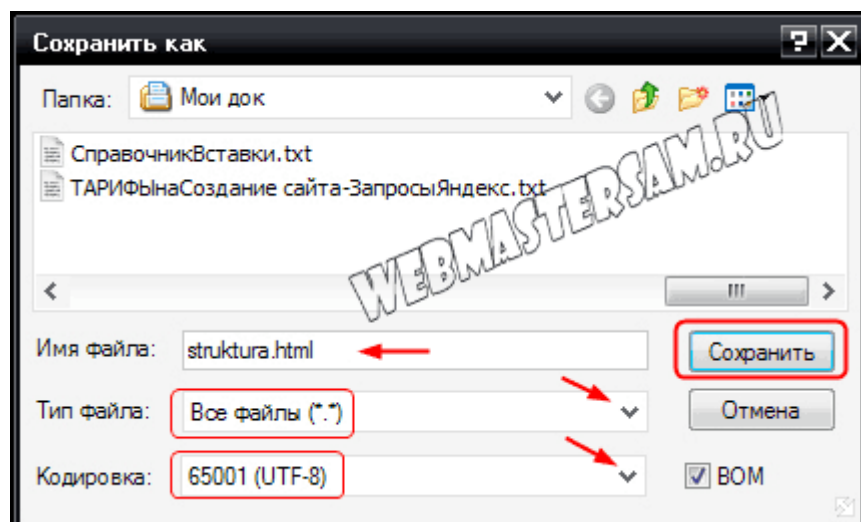 Сохранить как
Папка: Мои док
СправочникВставки.txt
ТАРИФЫнаСоздание сайта-ЗапросыЯндекс.txt
WEBMASTERSAM.RU
Имя файла: struktura.html Сохранить
Тип файла: Все файлы (*.*) Отмена
Кодировка: 65001 (UTF-8) BOM